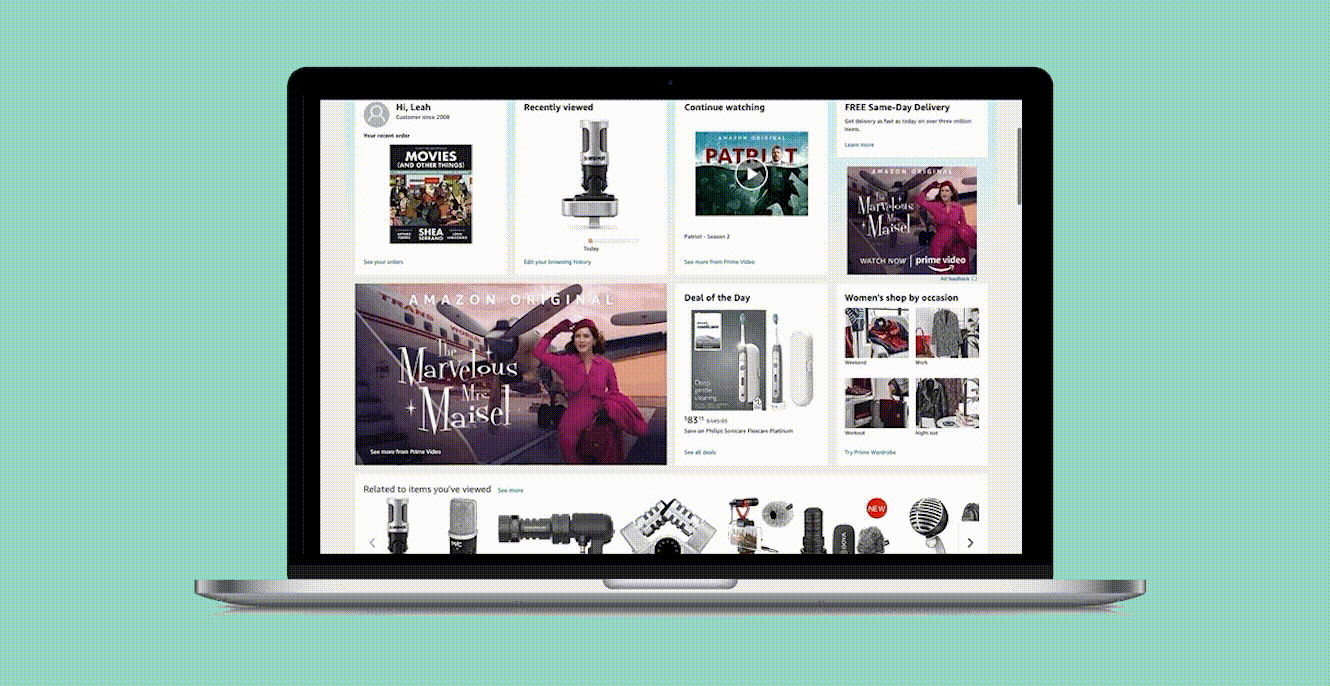 Hi, Leah
Customer since 2008
Your recent order
MOVIES
(AND OTHER THINGS)
SHEA
SERRANO
See your orders
Recently viewed
Today
Edit your browsing history
Continue watching
AMAZON ORIGINAL
PATRIOT
Patriot - Season 2
See more from Prime Video
FREE Same-Day Delivery
Get delivery as fast as today on over three million
items.
Learn more
AMAZON ORIGINAL
The
Marvelous
Mrs.
Maisel
WATCH NOW | prime video
Ad feedback
AMAZON ORIGINAL
TRANS WOR
The
Marvelous
Mrs.
Maisel
See more from Prime Video
Deal of the Day
sonicare
Deep
gentle
cleaning
$83
Save on Philips Sonicare Flexcare Platinum
See all deals
Women's shop by occasion
Weekend
Work
Workout
Night out
Try Prime Wardrobe
Related to items you've viewed See more
NEW